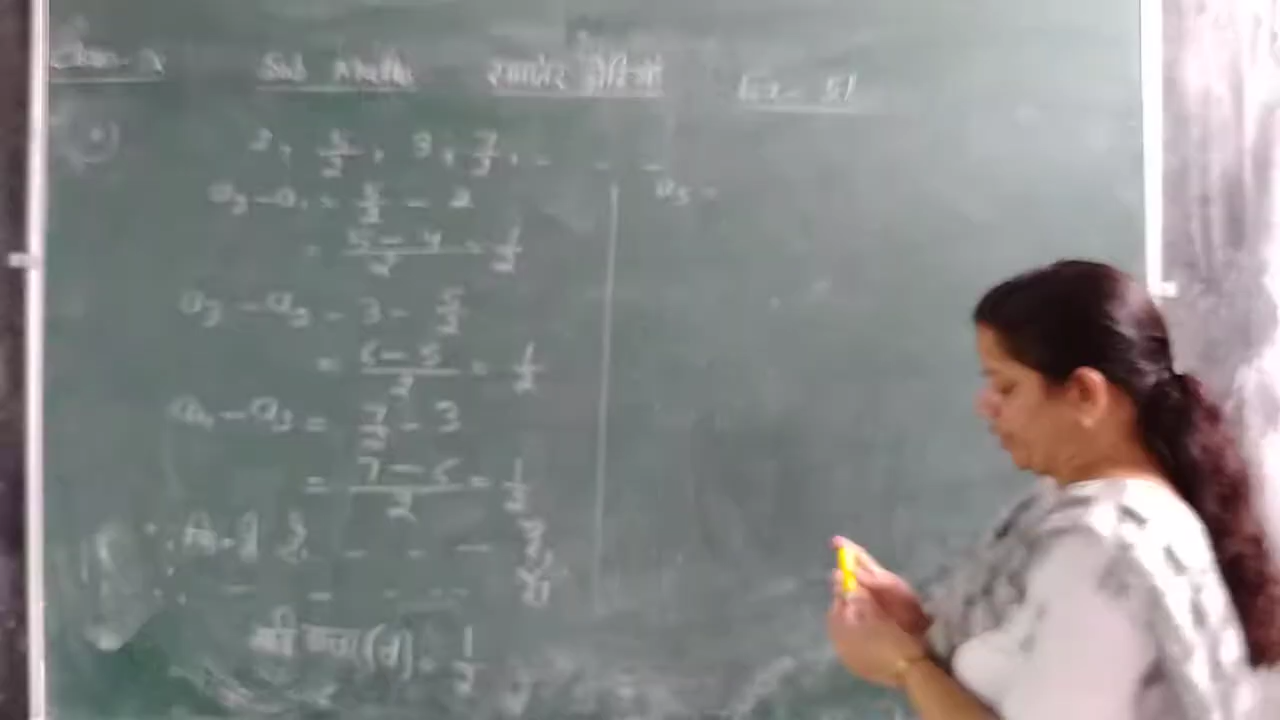 Class - X Sub Maths समांतर श्रेढ़ियाँ Ex - 5.1
2, 5/2, 3, 7/2, - - -
a₂ - a₁ = 5/2 - 2
= (5 - 4)/2 = 1/2
a₃ - a₂ = 3 - 5/2
= (6 - 5)/2 = 1/2
a₄ - a₃ = 7/2 - 3
= (7 - 6)/2 = 1/2
∴ A.P है - - -
(d) = 1/2
a₅ =